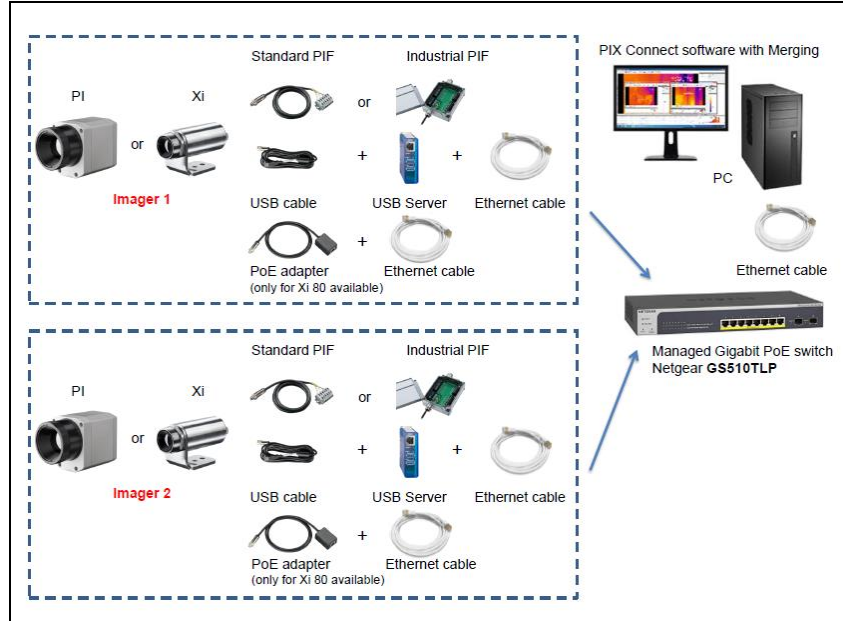 PIX Connect software with Merging
Standard PIF
Industrial PIF
PI
Xi
or
or
Imager 1
+
+
USB cable
USB Server
Ethernet cable
+
PoE adapter
(only for Xi 80 available)
Ethernet cable
PC
Ethernet cable
NETGEAR
Managed Gigabit PoE switch
Netgear GS510TLP
Standard PIF
Industrial PIF
PI
Xi
or
or
Imager 2
+
+
USB cable
USB Server
Ethernet cable
+
PoE adapter
(only for Xi 80 available)
Ethernet cable